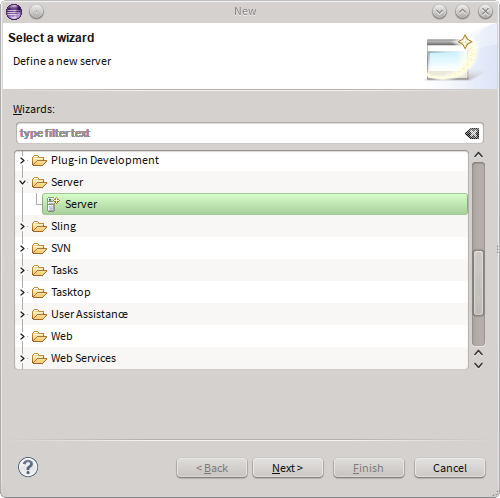 New
Select a wizard
Define a new server
Wizards:
type filter text
Plug-in Development
Server
Server
Sling
SVN
Tasks
Tasktop
User Assistance
Web
Web Services
?
< Back
Next >
Finish
Cancel